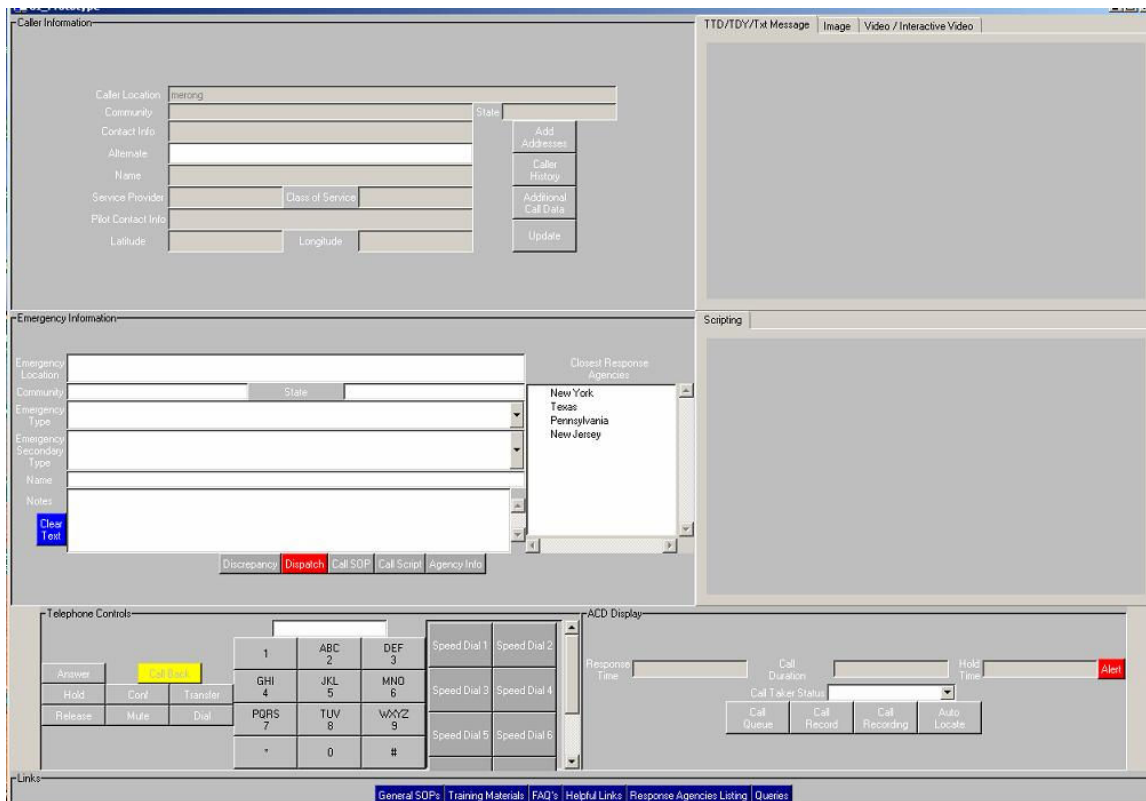 Caller Information
TTD/TDY/Txt Message Image Video / Interactive Video
Caller Location merong
Community State
Contact Info
Alternate
Name
Service Provider Class of Service
Pilot Contact Info
Latitude Longitude
Add
Addresses
Caller
History
Additional
Call Data
Update
Emergency Information
Scripting
Emergency
Location
Community State
Emergency
Type
Emergency
Secondary
Type
Name
Notes
Clear
Text
Closest Response
Agencies
New York
Texas
Pennsylvania
New Jersey
Discrepancy Dispatch Call SOP Call Script Agency Info
Telephone Controls
Answer Call Back
Hold Conf Transfer
Release Mute Dial
1 ABC 2 DEF 3
GHI 4 JKL 5 MNO 6
PQRS 7 TUV 8 WXYZ 9
* 0 #
Speed Dial 1 Speed Dial 2
Speed Dial 3 Speed Dial 4
Speed Dial 5 Speed Dial 6
ACD Display
Response
Time
Call
Duration
Hold
Time
Alert
Call Taker Status
Call
Queue
Call
Record
Call
Recording
Auto
Locate
Links
General SOPs Training Materials FAQ's Helpful Links Response Agencies Listing Queries